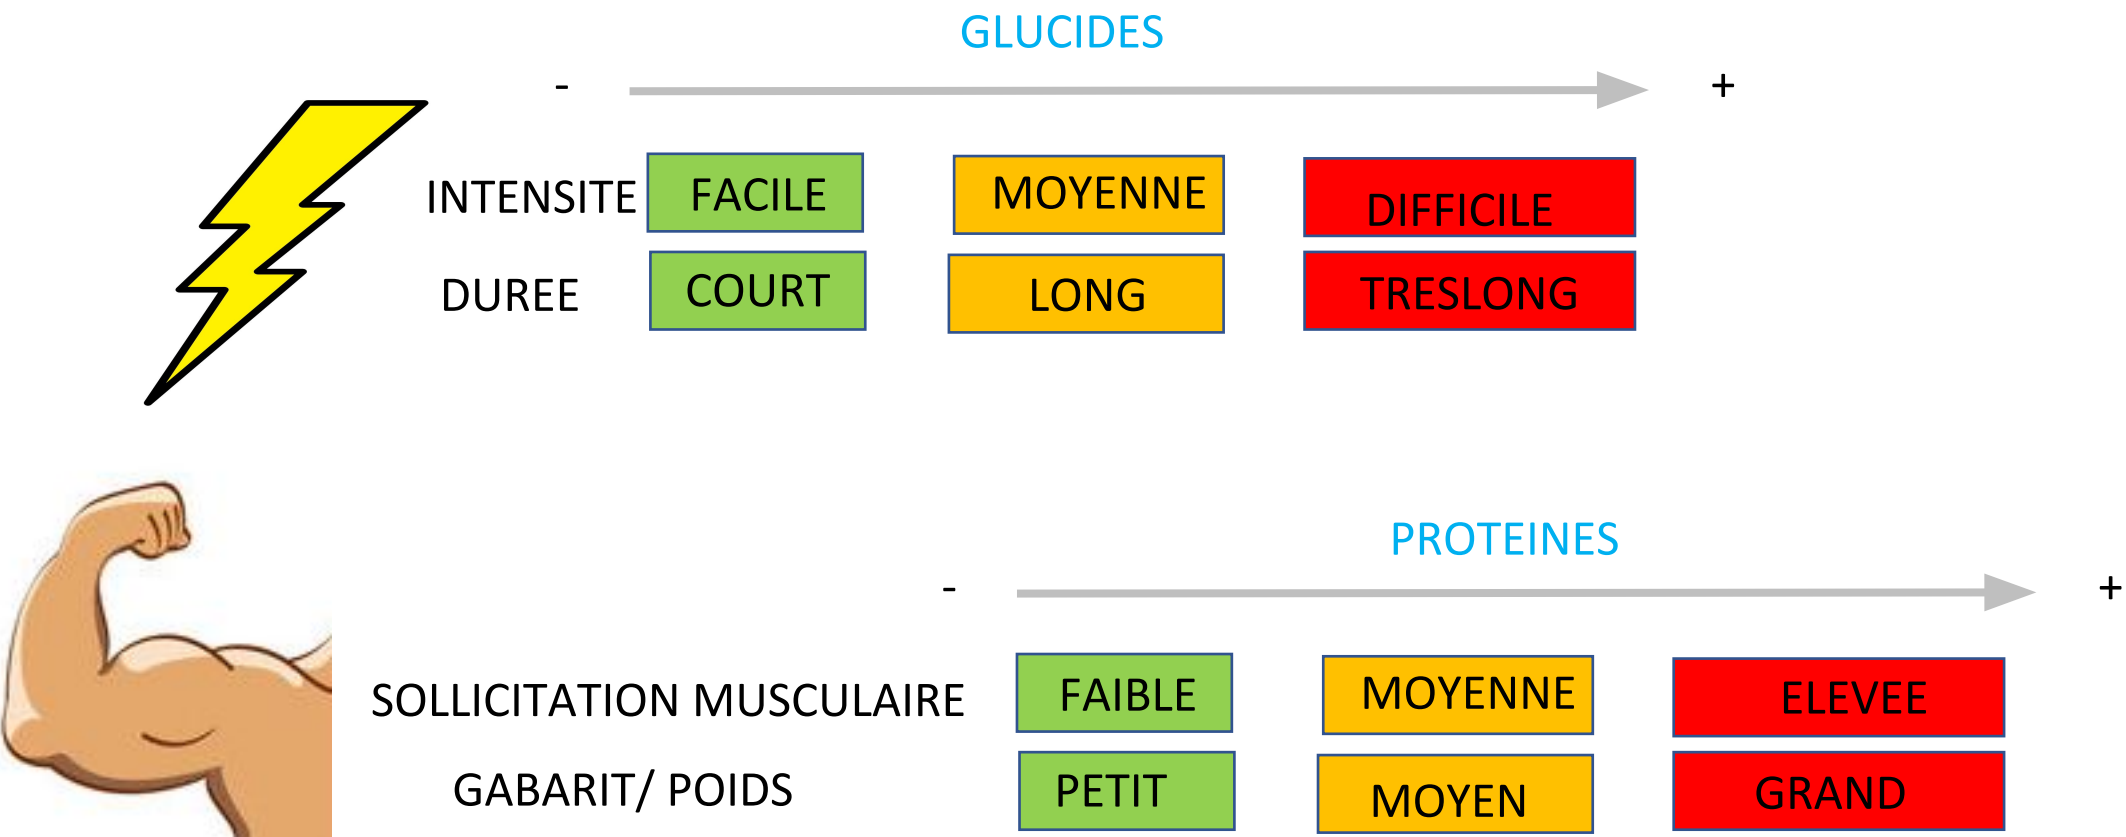 GLUCIDES
- +
INTENSITE FACILE MOYENNE DIFFICILE
DUREE COURT LONG TRESLONG
PROTEINES
- +
SOLLICITATION MUSCULAIRE FAIBLE MOYENNE ELEVEE
GABARIT/ POIDS PETIT MOYEN GRAND